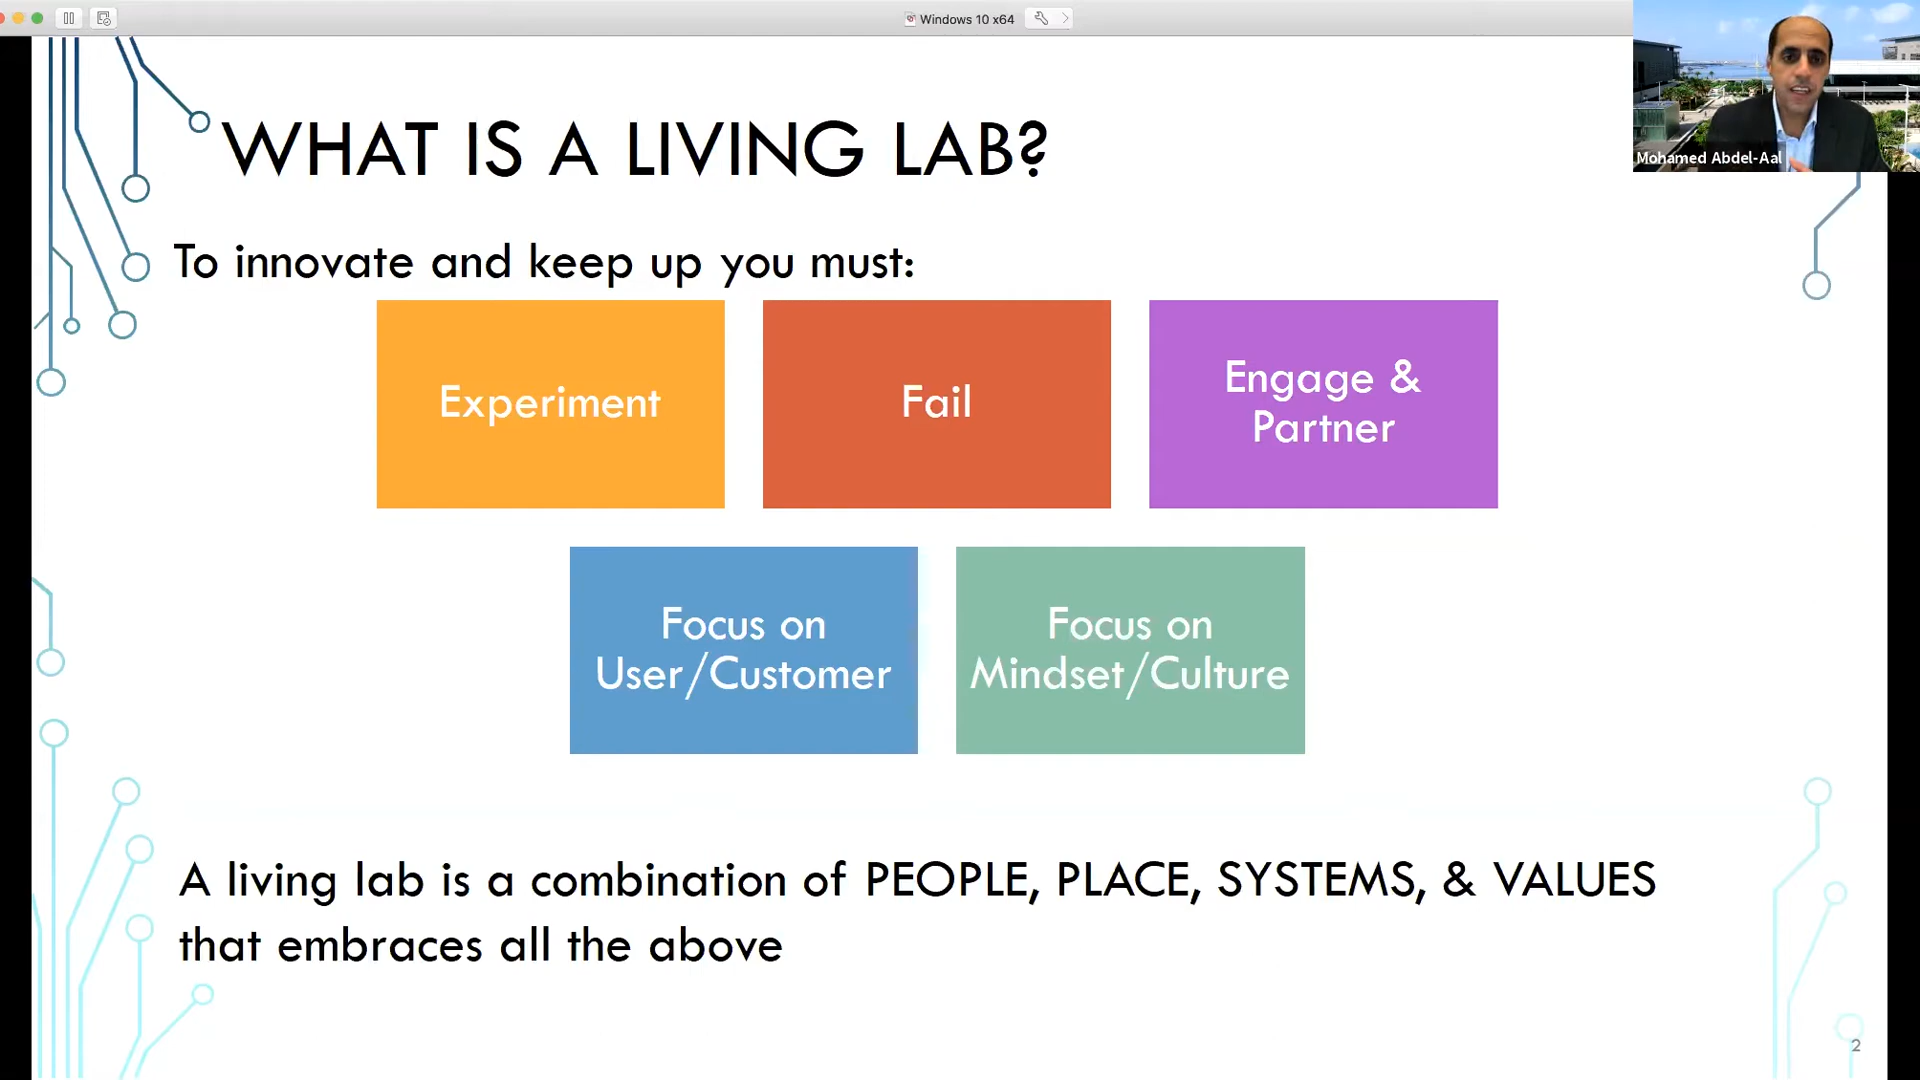 Windows 10 x64
Mohamed Abdel-Aal
WHAT IS A LIVING LAB?
To innovate and keep up you must:
Experiment
Fail
Engage &
Partner
Focus on
User/Customer
Focus on
Mindset/Culture
A living lab is a combination of PEOPLE, PLACE, SYSTEMS, & VALUES
that embraces all the above
2